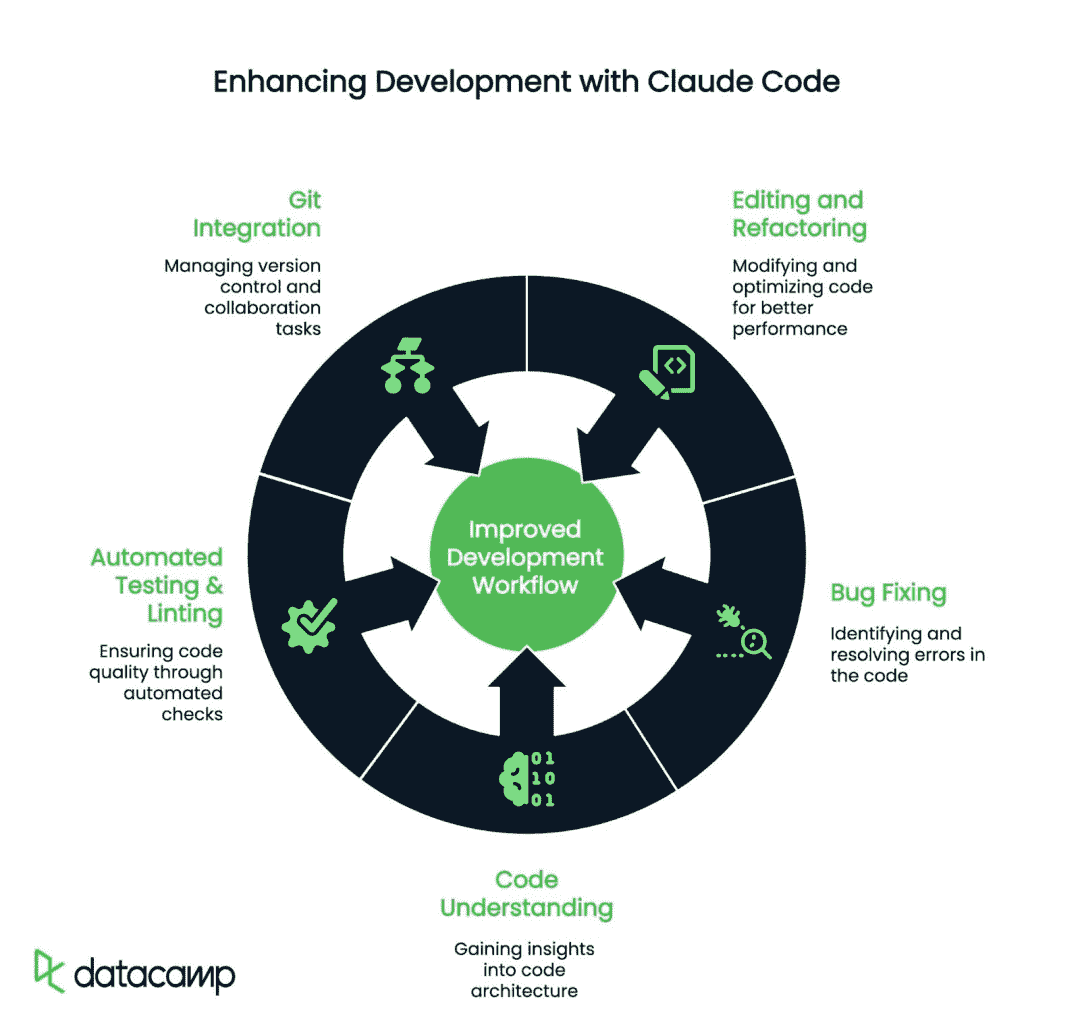 Enhancing Development with Claude Code
Git
Integration
Managing version
control and
collaboration
tasks
Editing and
Refactoring
Modifying and
optimizing code
for better
performance
Improved
Development
Workflow
Automated
Testing &
Linting
Ensuring code
quality through
automated
checks
Bug Fixing
Identifying and
resolving errors in
the code
01
10
01
Code
Understanding
Gaining insights
into code
architecture
datacamp